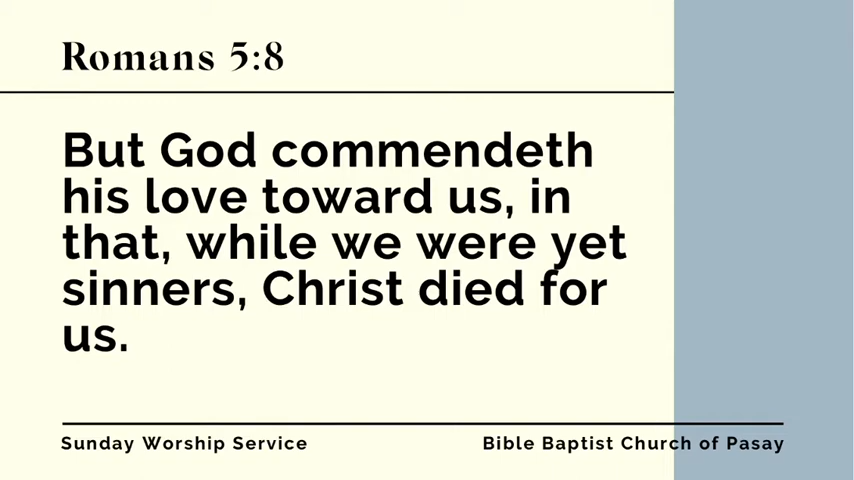 Romans 5:8
But God commendeth
his love toward us, in
that, while we were yet
sinners, Christ died for
us.
Sunday Worship Service
Bible Baptist Church of Pasay